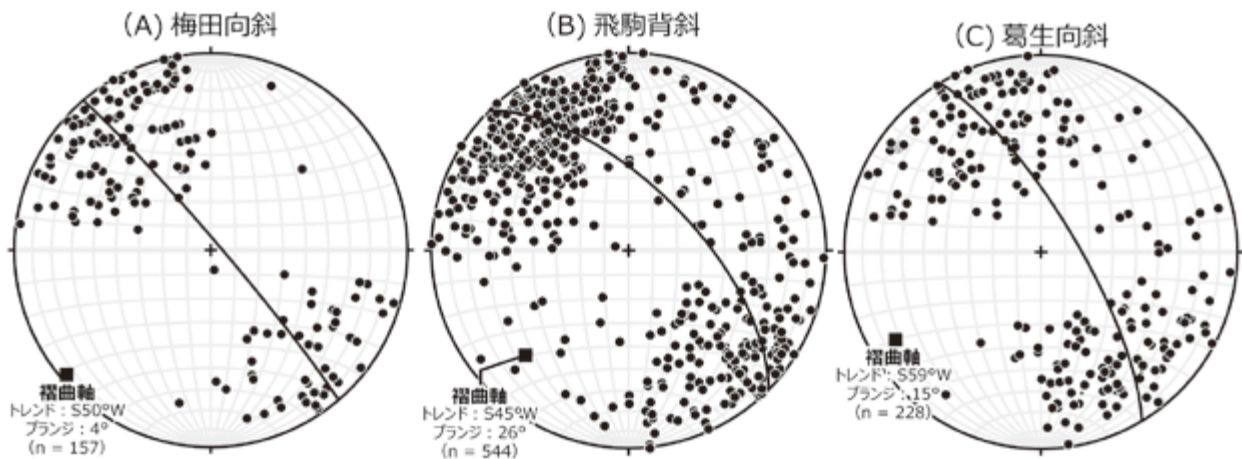 (A) 梅田向斜
(B) 飛駒背斜
(C) 葛生向斜
褶曲軸
トレンド：S50°W
プランジ：4°
(n = 157)
褶曲軸
トレンド：S45°W
プランジ：26°
(n = 544)
褶曲軸
トレンド：S59°W
プランジ：15°
(n = 228)